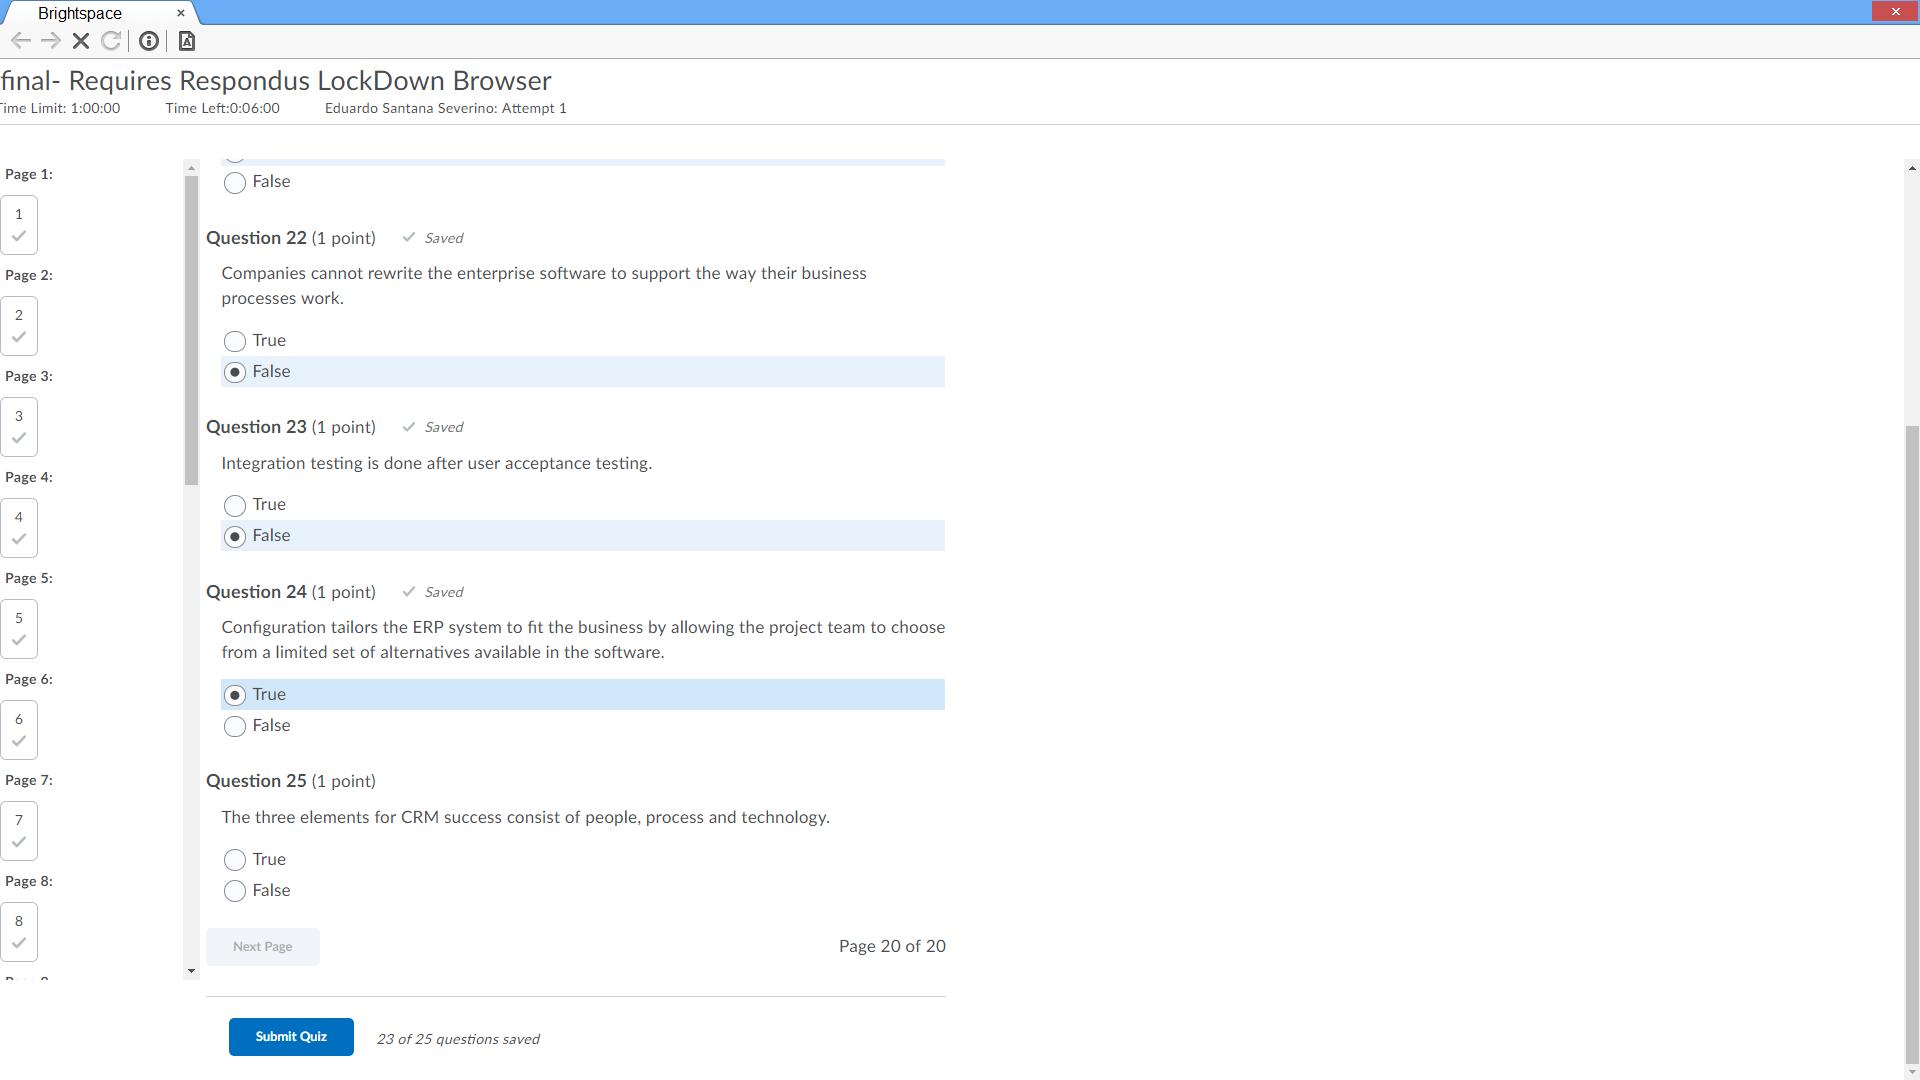 Brightspace
final- Requires Respondus LockDown Browser
Time Limit: 1:00:00 Time Left:0:06:00 Eduardo Santana Severino: Attempt 1
Page 1:
1
Page 2:
2
Page 3:
3
Page 4:
4
Page 5:
5
Page 6:
6
Page 7:
7
Page 8:
8
False
Question 22 (1 point) Saved
Companies cannot rewrite the enterprise software to support the way their business
processes work.
True
False
Question 23 (1 point) Saved
Integration testing is done after user acceptance testing.
True
False
Question 24 (1 point) Saved
Configuration tailors the ERP system to fit the business by allowing the project team to choose
from a limited set of alternatives available in the software.
True
False
Question 25 (1 point)
The three elements for CRM success consist of people, process and technology.
True
False
Next Page
Page 20 of 20
Submit Quiz
23 of 25 questions saved